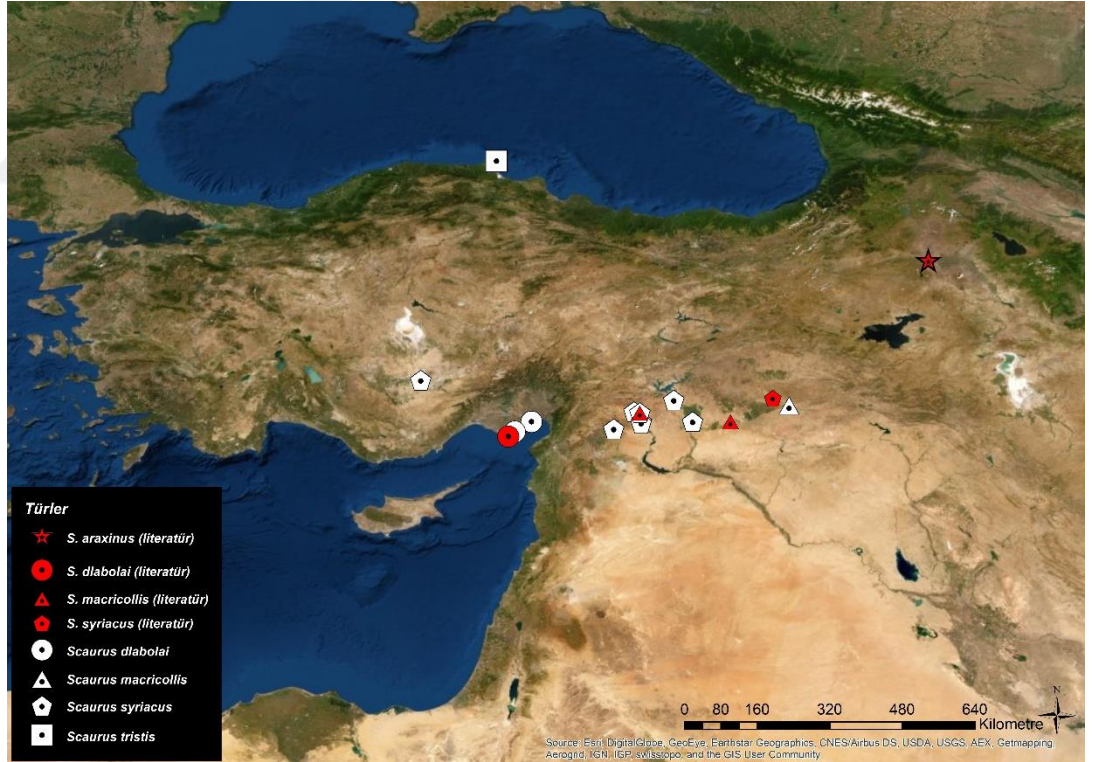 Türler
S. araxinus (literatür)
S. dlabolai (literatür)
S. macricollis (literatür)
S. syriacus (literatür)
Scaurus dlabolai
Scaurus macricollis
Scaurus syriacus
Scaurus tristis
N
0 80 160 320 480 640
Kilometre
Source: Esri, DigitalGlobe, GeoEye, Earthstar Geographics, CNES/Airbus DS, USDA, USGS, AEX, Getmapping,
Aerogrid, IGN, IGP, swisstopo, and the GIS User Community